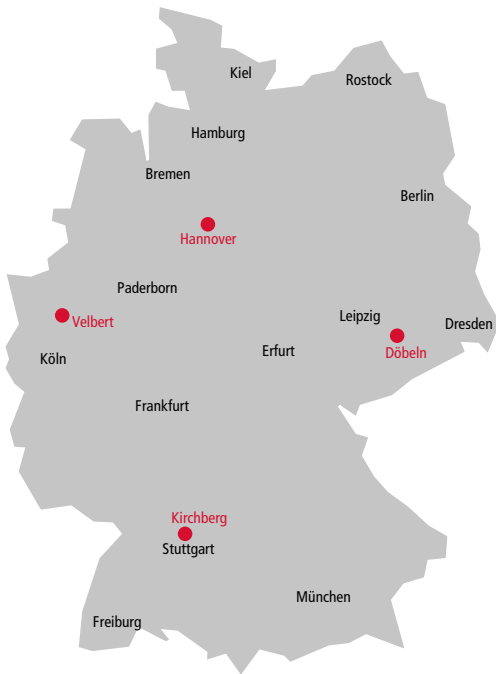 Kiel
Rostock
Hamburg
Bremen
Berlin
Hannover
Paderborn
Velbert
Leipzig
Dresden
Köln
Erfurt
Döbeln
Frankfurt
Kirchberg
Stuttgart
München
Freiburg